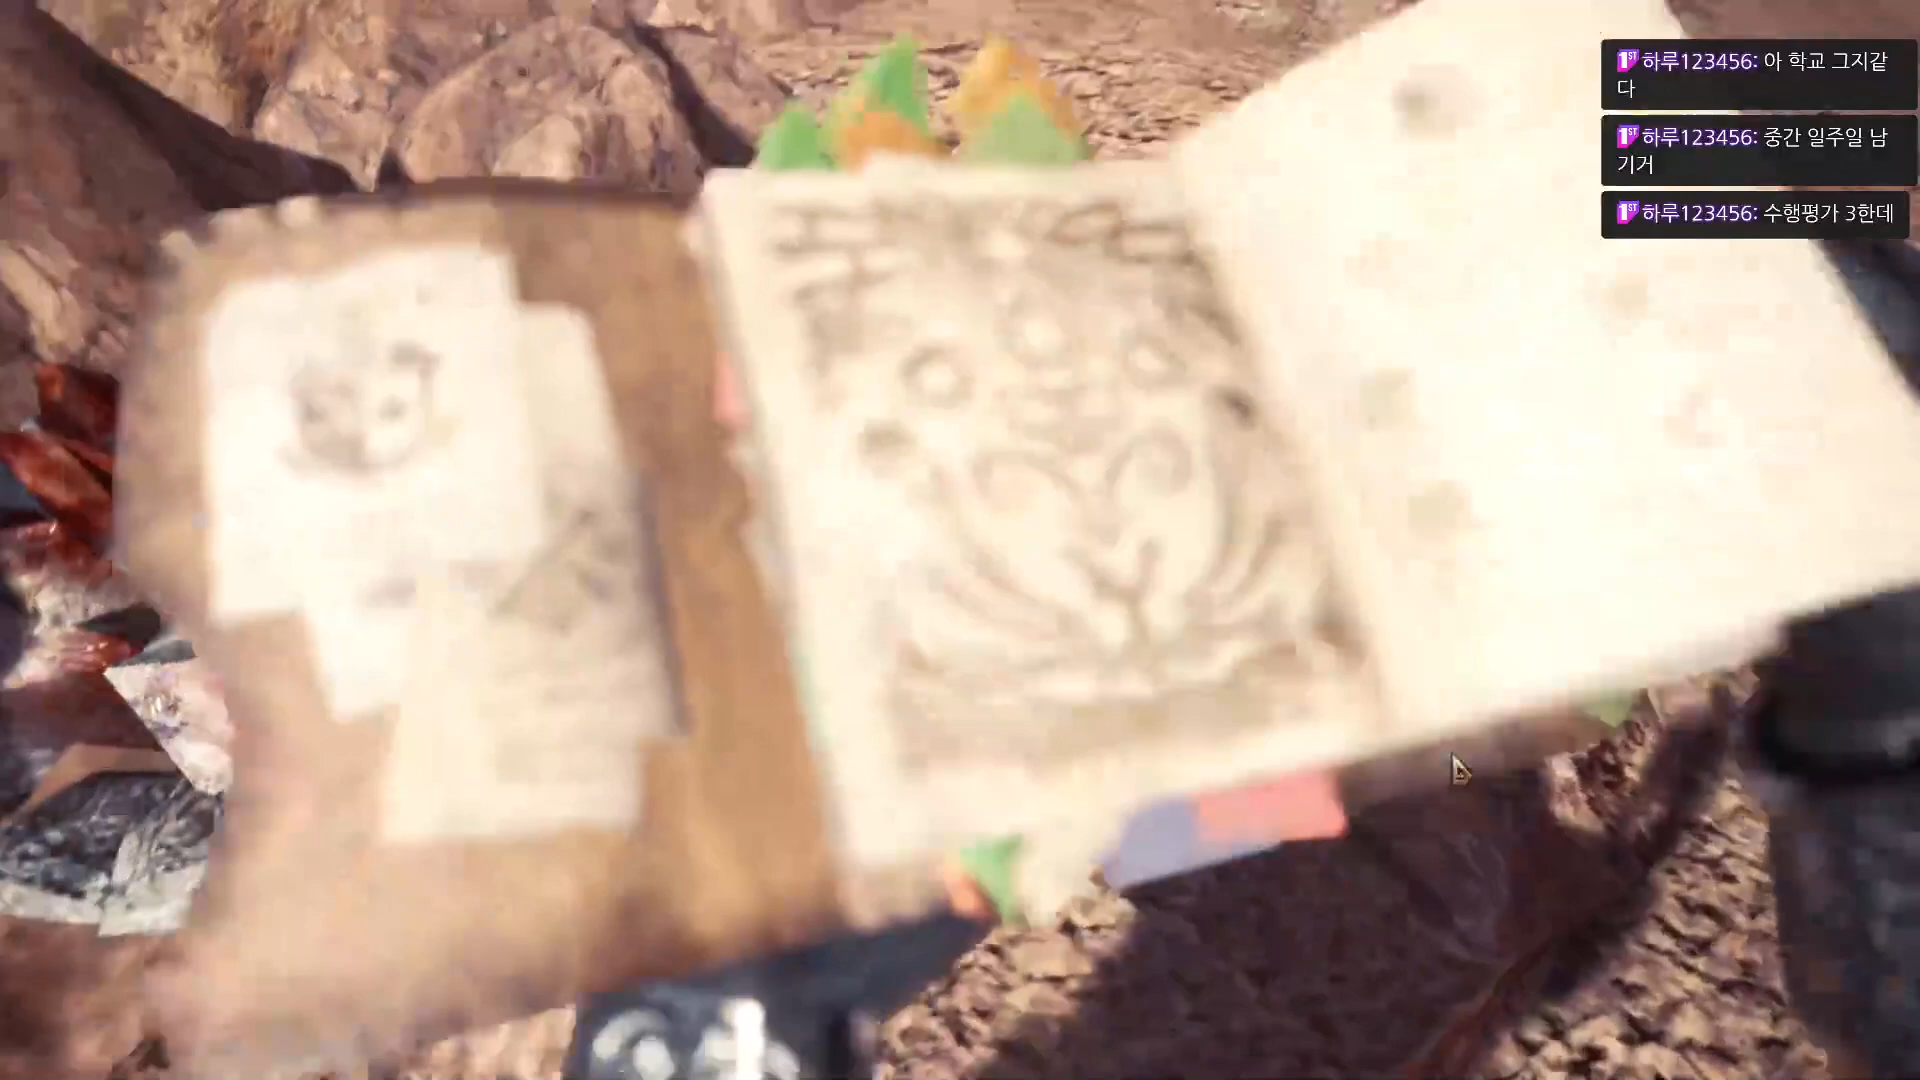 1ST 하루123456: 아 학교 그지같
다
1ST 하루123456: 중간 일주일 남
기거
1ST 하루123456: 수행평가 3한데